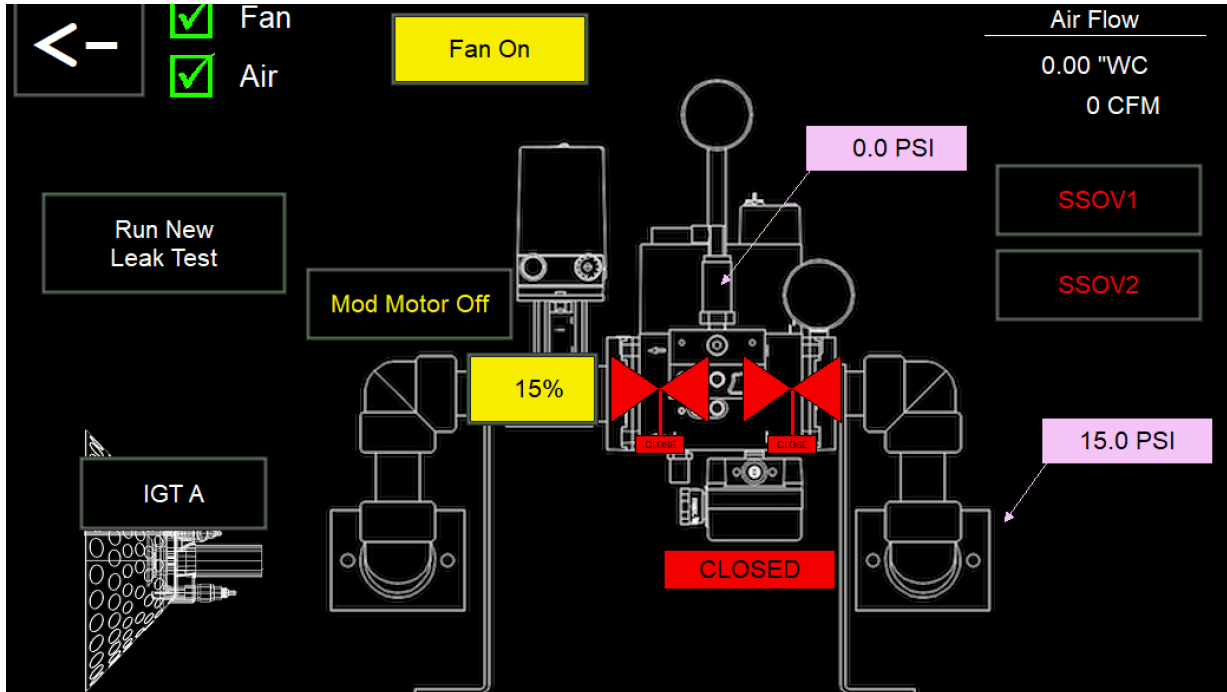 <-
Fan
Air
Fan On
Air Flow
0.00 "WC
0 CFM
0.0 PSI
SSOV1
SSOV2
Run New
Leak Test
Mod Motor Off
15%
CLOSE
CLOSE
15.0 PSI
IGT A
CLOSED